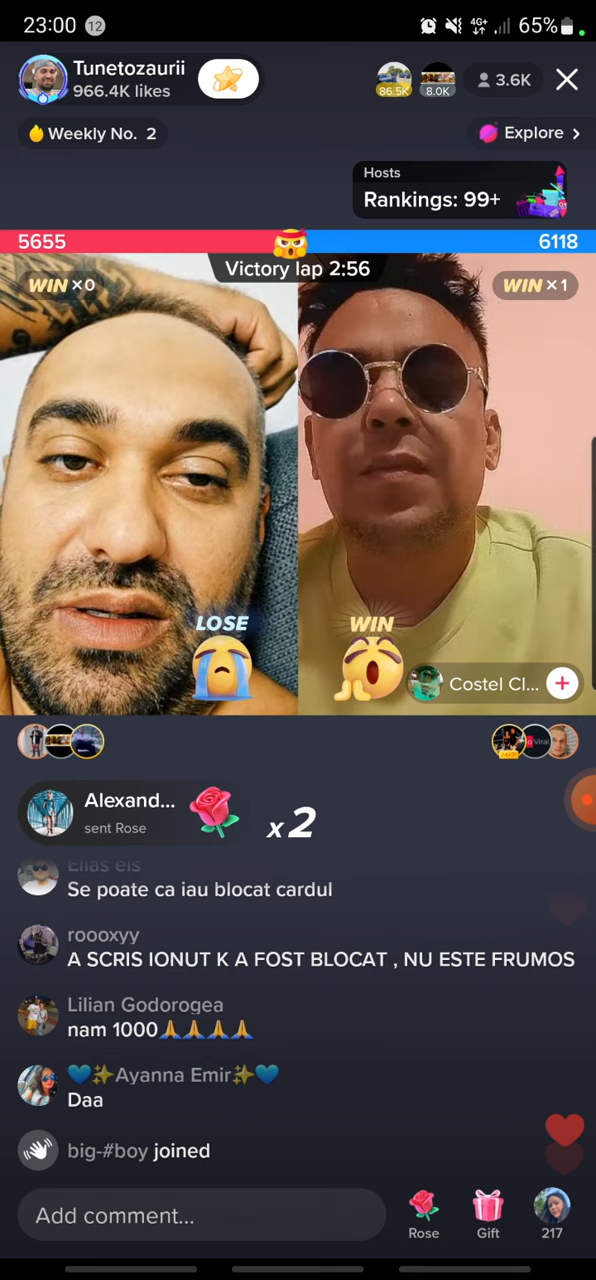 23:00 12 4G+ 65%
Tunetozaurii
966.4K likes
86.5K 8.0K 3.6K
Weekly No. 2
Explore >
Hosts
Rankings: 99+
5655 6118
Victory lap 2:56
WIN ×0 WIN ×1
LOSE WIN
Costel Cl... +
Viral
Alexand...
sent Rose
x2
Elias els
Se poate ca iau blocat cardul
roooxyy
A SCRIS IONUT K A FOST BLOCAT , NU ESTE FRUMOS
Lilian Godorogea
nam 1000🙏🙏🙏🙏
💙✨Ayanna Emir✨💙
Daa
big-#boy joined
Add comment...
Rose Gift 217